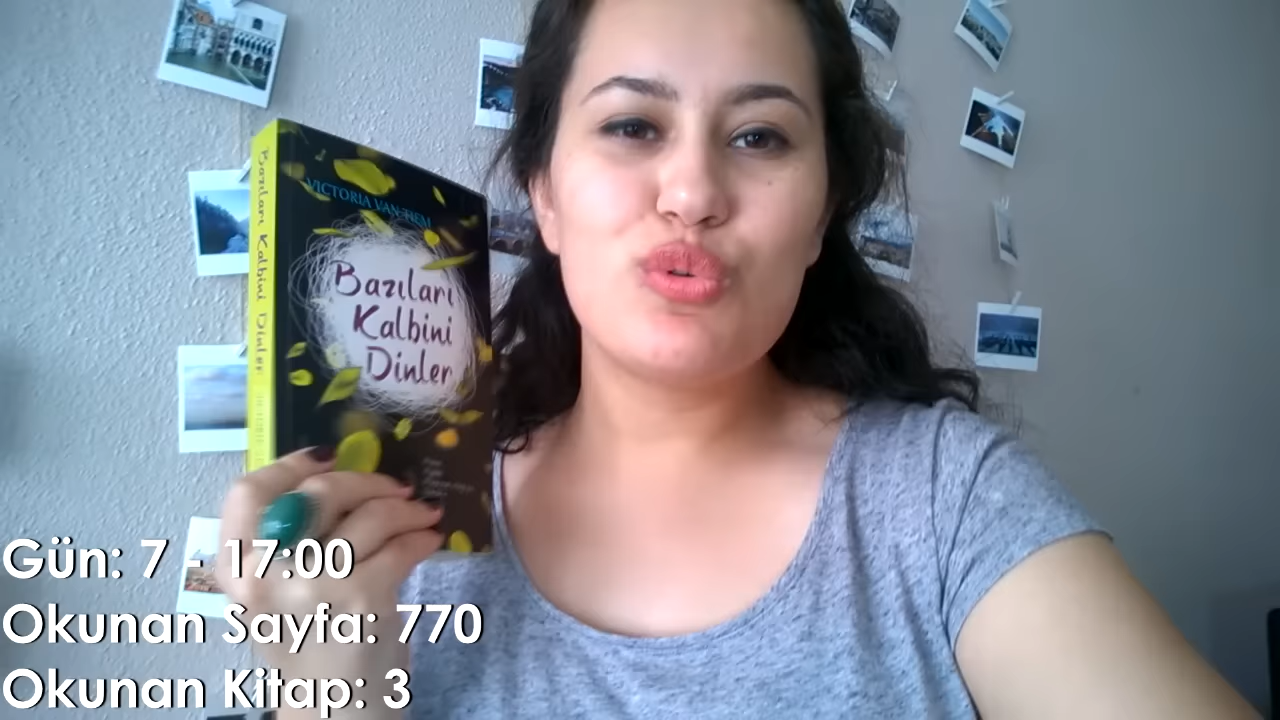 VICTORIA VAN TIEM
Bazıları
Kalbini
Dinler
Bazıları Kalbini Dinler
Gün: 7 - 17:00
Okunan Sayfa: 770
Okunan Kitap: 3